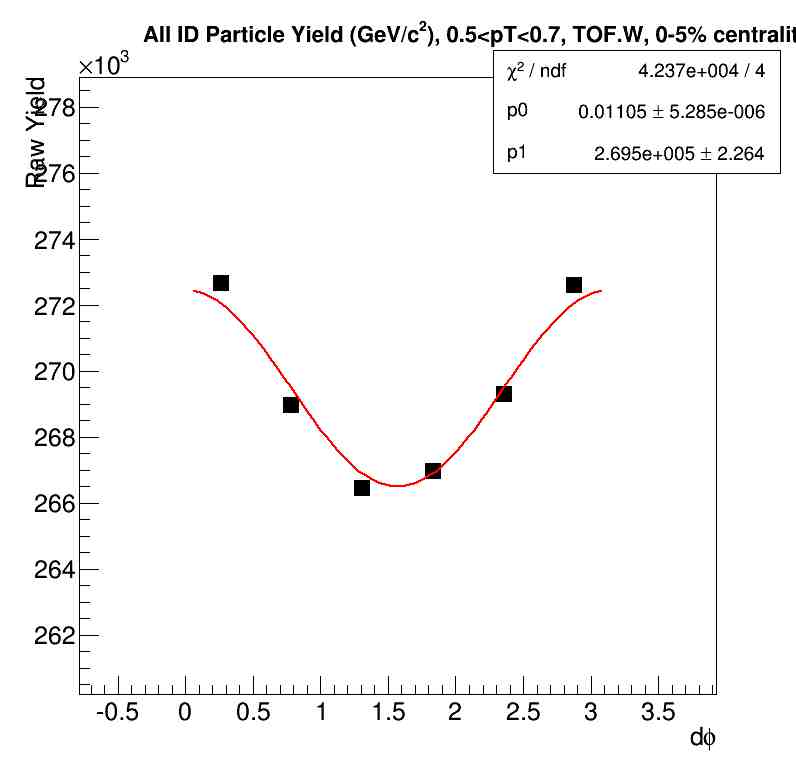 All ID Particle Yield (GeV/c²), 0.5<pT<0.7, TOF.W, 0-5% centralit
×10³
χ² / ndf 4.237e+004 / 4
p0 0.01105 ± 5.285e-006
p1 2.695e+005 ± 2.264
Raw Yield
278
276
274
272
270
268
266
264
262
-0.5 0 0.5 1 1.5 2 2.5 3 3.5
dϕ